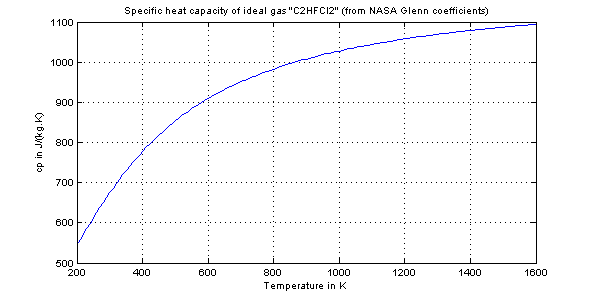 Specific heat capacity of ideal gas "C2HFCl2" (from NASA Glenn coefficients)
1100
1000
900
800
700
600
500
cp in J/(kg.K)
200 400 600 800 1000 1200 1400 1600
Temperature in K